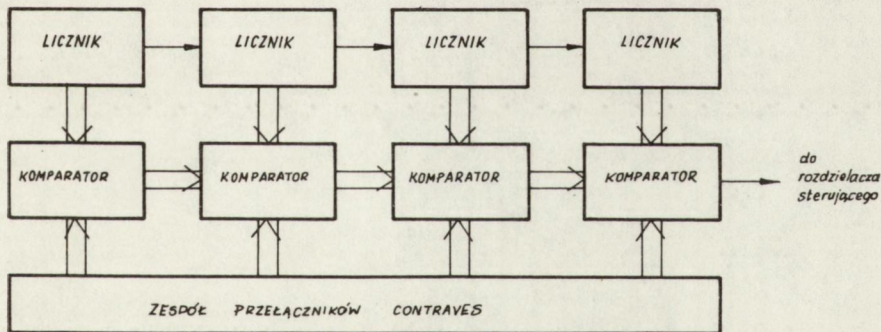 LICZNIK LICZNIK LICZNIK LICZNIK
KOMPARATOR KOMPARATOR KOMPARATOR KOMPARATOR
do
rozdzielacza
sterującego
ZESPÓŁ PRZEŁĄCZNIKÓW CONTRAVES